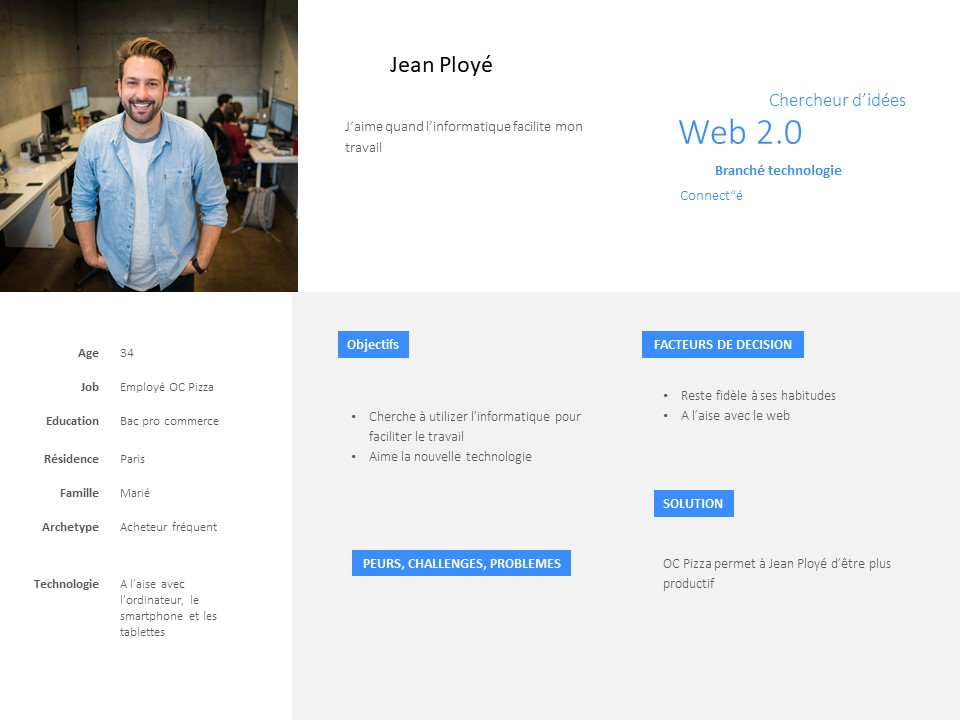 Jean Ployé
J’aime quand l’informatique facilite mon
travail
Chercheur d’idées
Web 2.0
Branché technologie
Connect“é
Age 34
Job Employé OC Pizza
Education Bac pro commerce
Résidence Paris
Famille Marié
Archetype Acheteur fréquent
Technologie A l’aise avec
l’ordinateur, le
smartphone et les
tablettes
Objectifs
• Cherche à utilizer l’informatique pour
faciliter le travail
• Aime la nouvelle technologie
PEURS, CHALLENGES, PROBLEMES
FACTEURS DE DECISION
• Reste fidèle à ses habitudes
• A l’aise avec le web
SOLUTION
OC Pizza permet à Jean Ployé d’être plus
productif